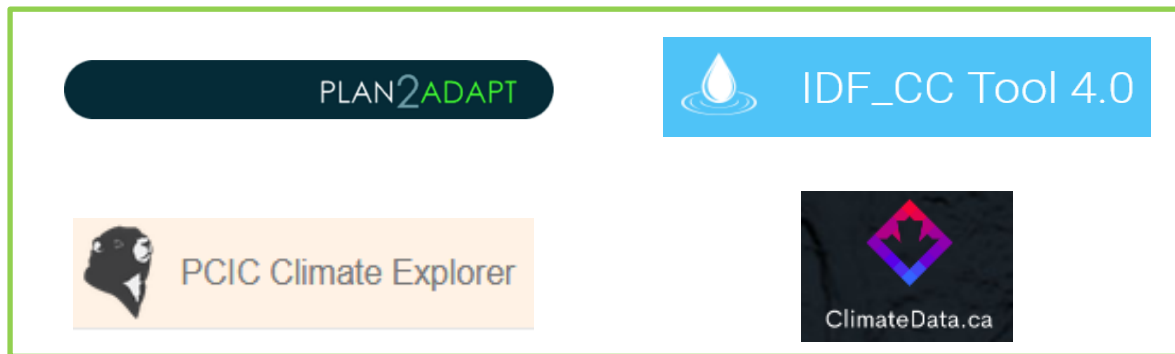 PLAN2ADAPT
IDF_CC Tool 4.0
PCIC Climate Explorer
ClimateData.ca